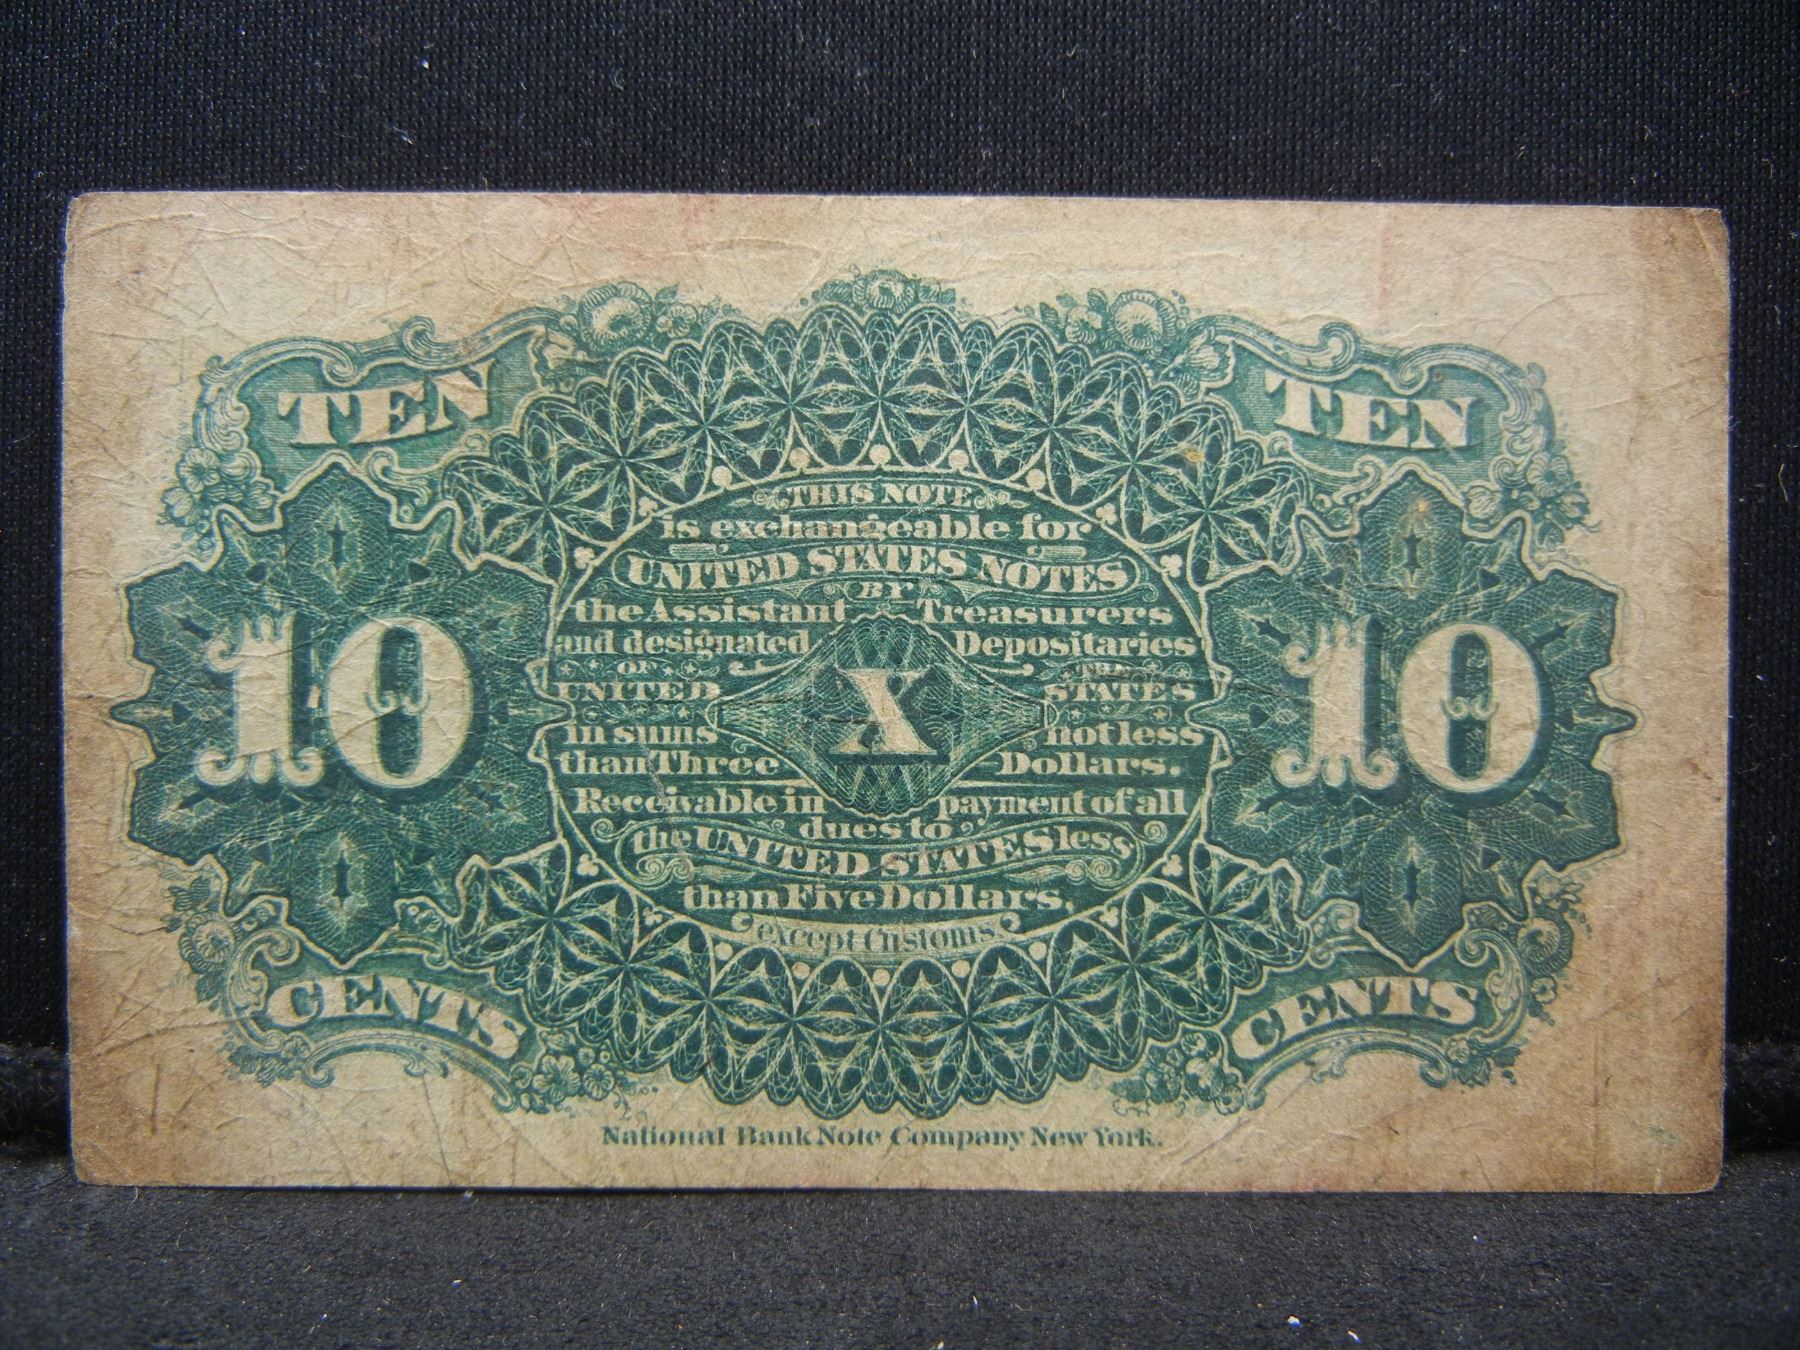 TEN TEN
THIS NOTE
is exchangeable for
UNITED STATES NOTES
BY
the Assistant Treasurers
and designated Depositaries
OF THE
UNITED STATES
10 X 10
in sums not less
than Three Dollars.
Receivable in payment of all
dues to
the UNITED STATES less
than Five Dollars,
except Customs.
CENTS CENTS
National Bank Note Company New York.